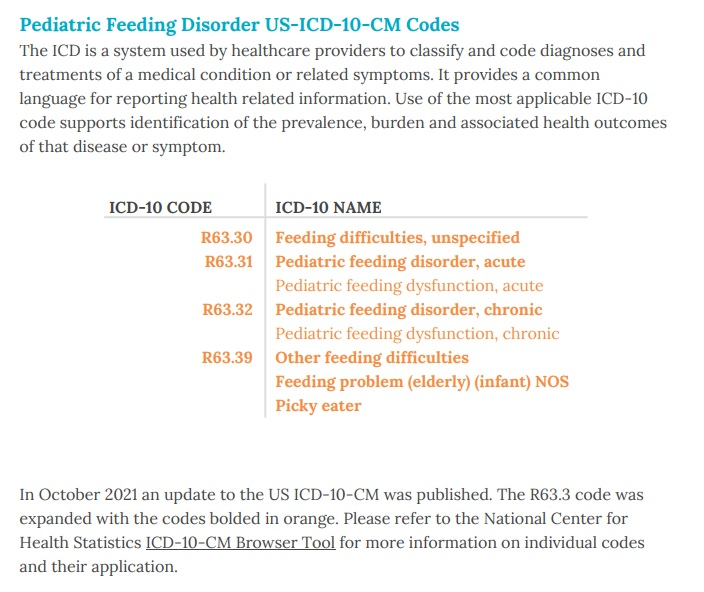 Pediatric Feeding Disorder US-ICD-10-CM Codes
The ICD is a system used by healthcare providers to classify and code diagnoses and
treatments of a medical condition or related symptoms. It provides a common
language for reporting health related information. Use of the most applicable ICD-10
code supports identification of the prevalence, burden and associated health outcomes
of that disease or symptom.
ICD-10 CODE ICD-10 NAME
R63.30 Feeding difficulties, unspecified
R63.31 Pediatric feeding disorder, acute
Pediatric feeding dysfunction, acute
R63.32 Pediatric feeding disorder, chronic
Pediatric feeding dysfunction, chronic
R63.39 Other feeding difficulties
Feeding problem (elderly) (infant) NOS
Picky eater
In October 2021 an update to the US ICD-10-CM was published. The R63.3 code was
expanded with the codes bolded in orange. Please refer to the National Center for
Health Statistics ICD-10-CM Browser Tool for more information on individual codes
and their application.